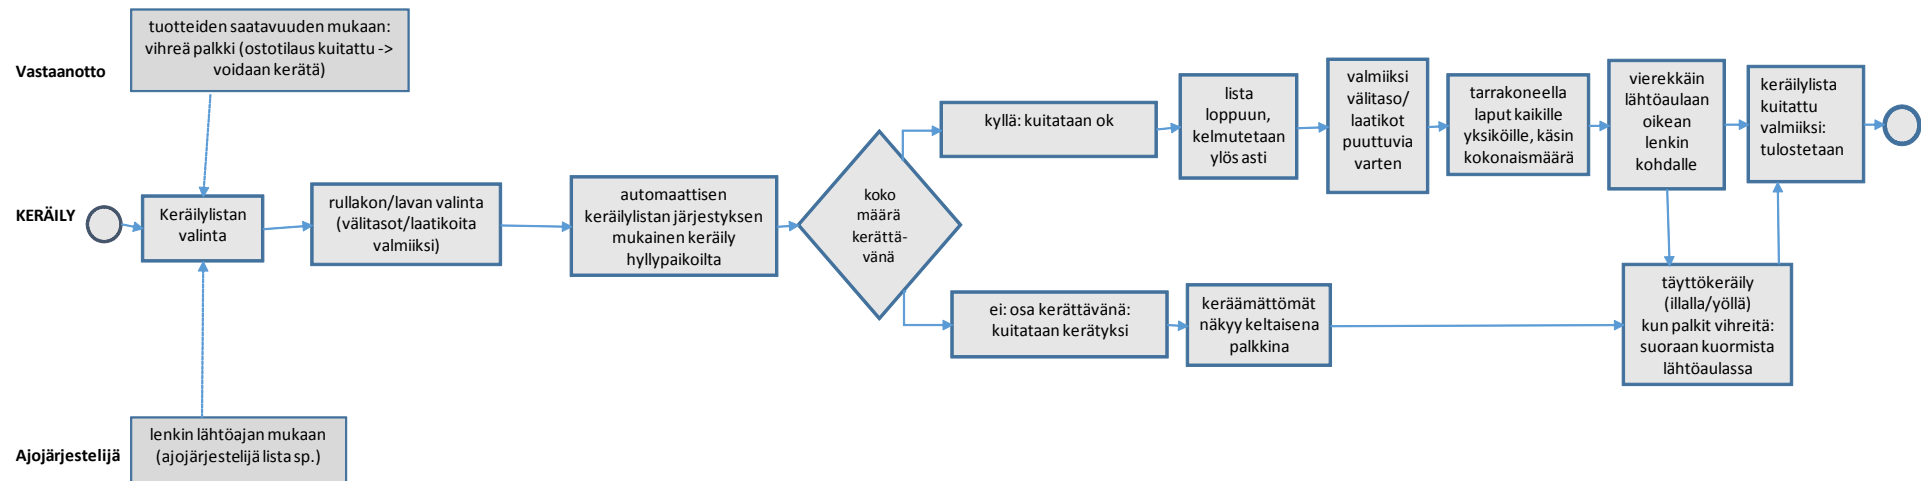 Vastaanotto
tuotteiden saatavuuden mukaan:
vihreä palkki (ostotilaus kuitattu ->
voidaan kerätä)
KERÄILY
Keräilylistan
valinta
rullakon/lavan valinta
(välitasot/laatikoita
valmiiksi)
automaattisen
keräilylistan järjestyksen
mukainen keräily
hyllypaikoilta
koko
määrä
kerättä-
vänä
kyllä: kuitataan ok
lista
loppuun,
kelmutetaan
ylös asti
valmiiksi
välitaso/
laatikot
puuttuvia
varten
tarrakoneella
laput kaikille
yksiköille, käsin
kokonaismäärä
vierekkäin
lähtöaulaan
oikean
lenkin
kohdalle
keräilylista
kuitattu
valmiiksi:
tulostetaan
ei: osa kerättävänä:
kuitataan kerätyksi
keräämättömät
näkyy keltaisena
palkkina
täyttökeräily
(illalla/yöllä)
kun palkit vihreitä:
suoraan kuormista
lähtöaulassa
Ajojärjestelijä
lenkin lähtöajan mukaan
(ajojärjestelijä lista sp.)